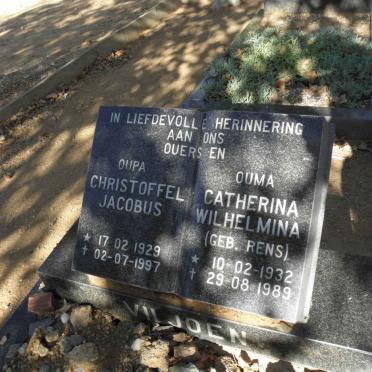 IN LIEFDEVOLLE HERINNERING
AAN ONS
OUERS EN
OUPA
CHRISTOFFEL
JACOBUS
* 17 02 1929
† 02-07-1997
OUMA
CATHERINA
WILHELMINA
(GEB. RENS)
* 10-02-1932
† 29-08-1989
VILJOEN